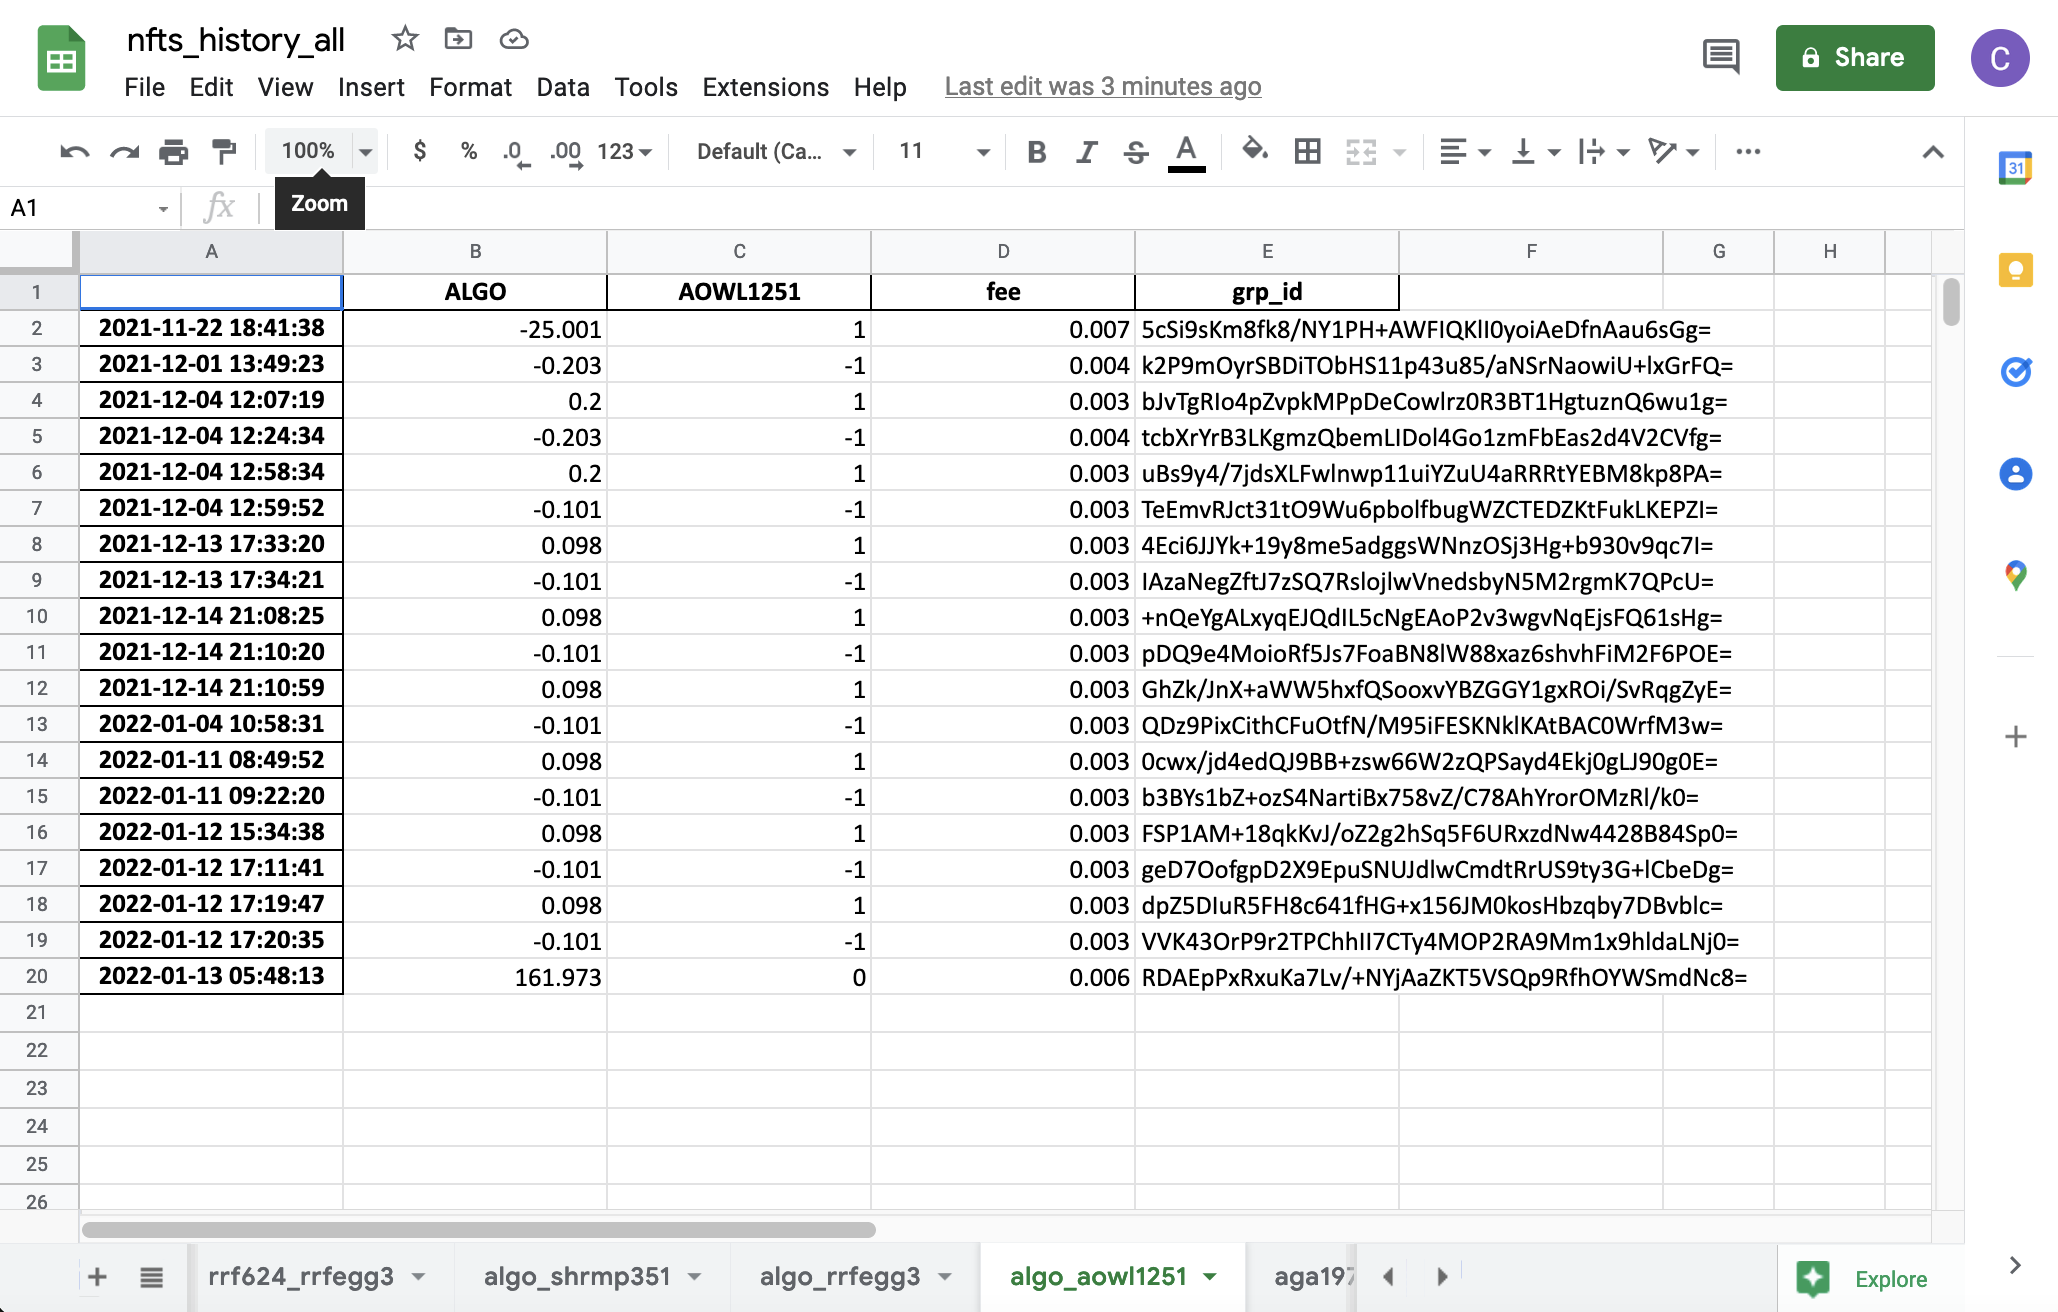 nfts_history_all
File Edit View Insert Format Data Tools Extensions Help Last edit was 3 minutes ago
Share
C
100% $ % .0 .00 123 Default (Ca... 11 B I S A
31
A1 fx
Zoom
A B C D E F G H
1 ALGO AOWL1251 fee grp_id
2 2021-11-22 18:41:38 -25.001 1 0.007 5cSi9sKm8fk8/NY1PH+AWFIQKlI0yoiAeDfnAau6sGg=
3 2021-12-01 13:49:23 -0.203 -1 0.004 k2P9mOyrSBDiTObHS11p43u85/aNSrNaowiU+lxGrFQ=
4 2021-12-04 12:07:19 0.2 1 0.003 bJvTgRIo4pZvpkMPpDeCowlrz0R3BT1HgtuznQ6wu1g=
5 2021-12-04 12:24:34 -0.203 -1 0.004 tcbXrYrB3LKgmzQbemLIDol4Go1zmFbEas2d4V2CVfg=
6 2021-12-04 12:58:34 0.2 1 0.003 uBs9y4/7jdsXLFwlnwp11uiYZuU4aRRRtYEBM8kp8PA=
7 2021-12-04 12:59:52 -0.101 -1 0.003 TeEmvRJct31tO9Wu6pbolfbugWZCTEDZKtFukLKEPZI=
8 2021-12-13 17:33:20 0.098 1 0.003 4Eci6JJYk+19y8me5adggsWNnzOSj3Hg+b930v9qc7I=
9 2021-12-13 17:34:21 -0.101 -1 0.003 IAzaNegZftJ7zSQ7RslojlwVnedsbyN5M2rgmK7QPcU=
10 2021-12-14 21:08:25 0.098 1 0.003 +nQeYgALxyqEJQdIL5cNgEAoP2v3wgvNqEjsFQ61sHg=
11 2021-12-14 21:10:20 -0.101 -1 0.003 pDQ9e4MoioRf5Js7FoaBN8lW88xaz6shvhFiM2F6POE=
12 2021-12-14 21:10:59 0.098 1 0.003 GhZk/JnX+aWW5hxfQSooxvYBZGGY1gxROi/SvRqgZyE=
13 2022-01-04 10:58:31 -0.101 -1 0.003 QDz9PixCithCFuOtfN/M95iFESKNklKAtBAC0WrfM3w=
14 2022-01-11 08:49:52 0.098 1 0.003 0cwx/jd4edQJ9BB+zsw66W2zQPSayd4Ekj0gLJ90g0E=
15 2022-01-11 09:22:20 -0.101 -1 0.003 b3BYs1bZ+ozS4NartiBx758vZ/C78AhYrorOMzRl/k0=
16 2022-01-12 15:34:38 0.098 1 0.003 FSP1AM+18qkKvJ/oZ2g2hSq5F6URxzdNw4428B84Sp0=
17 2022-01-12 17:11:41 -0.101 -1 0.003 geD7OofgpD2X9EpuSNUJdlwCmdtRrUS9ty3G+lCbeDg=
18 2022-01-12 17:19:47 0.098 1 0.003 dpZ5DIuR5FH8c641fHG+x156JM0kosHbzqby7DBvblc=
19 2022-01-12 17:20:35 -0.101 -1 0.003 VVK43OrP9r2TPChhII7CTy4MOP2RA9Mm1x9hldaLNj0=
20 2022-01-13 05:48:13 161.973 0 0.006 RDAEpPxRxuKa7Lv/+NYjAaZKT5VSQp9RfhOYWSmdNc8=
21
22
23
24
25
26
rrf624_rrfegg3 algo_shrmp351 algo_rrfegg3 algo_aowl1251 aga197 Explore